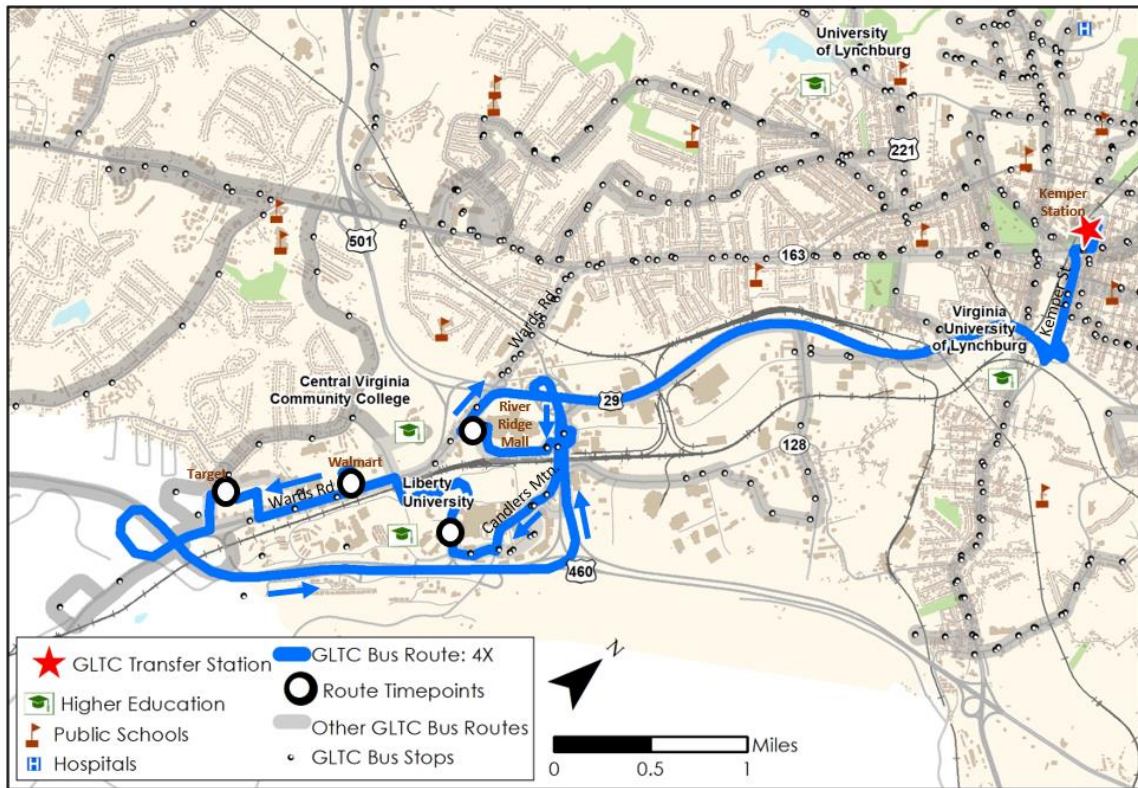 University
of Lynchburg
H
221
Kemper
Station
501
163
Wards Rd.
Kemper St.
Virginia
University
of Lynchburg
Central Virginia
Community College
River
Ridge
Mall
29
128
Target
Walmart
Wards Rd.
Liberty
University
Candlers Mtn.
460
N
GLTC Transfer Station
Higher Education
Public Schools
H Hospitals
GLTC Bus Route: 4X
Route Timepoints
Other GLTC Bus Routes
GLTC Bus Stops
Miles
0 0.5 1